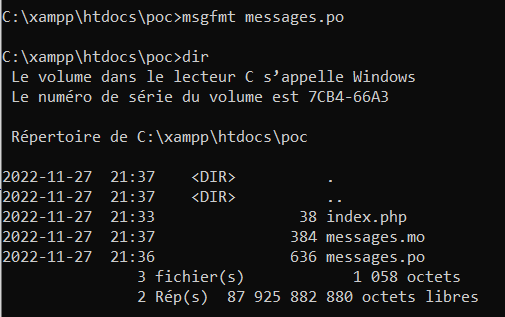 C:\xampp\htdocs\poc>msgfmt messages.po
C:\xampp\htdocs\poc>dir
Le volume dans le lecteur C s’appelle Windows
Le numéro de série du volume est 7CB4-66A3
Répertoire de C:\xampp\htdocs\poc
2022-11-27  21:37    <DIR>          .
2022-11-27  21:37    <DIR>          ..
2022-11-27  21:33                38 index.php
2022-11-27  21:37               384 messages.mo
2022-11-27  21:36               636 messages.po
3 fichier(s)            1 058 octets
2 Rép(s)  87 925 882 880 octets libres